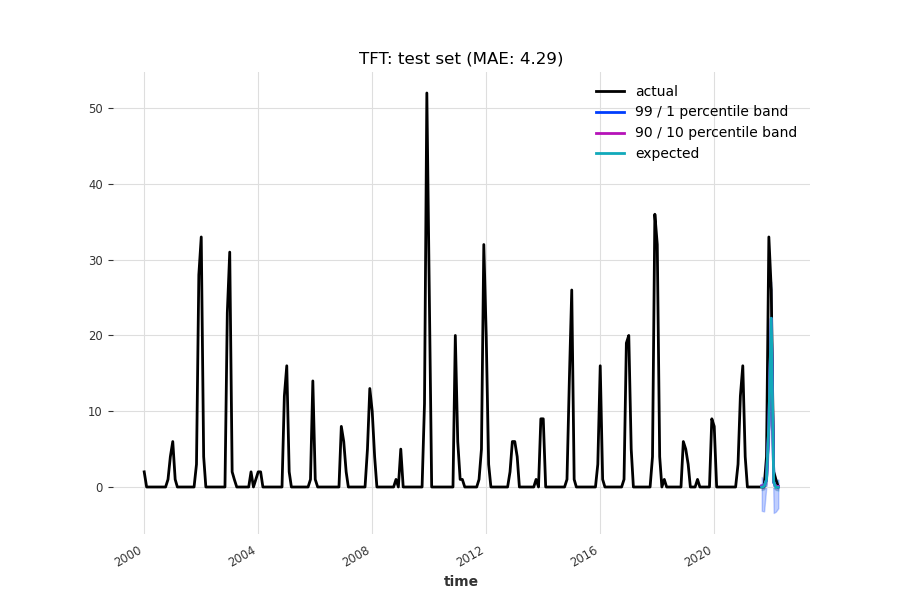 TFT: test set (MAE: 4.29)
actual
99 / 1 percentile band
90 / 10 percentile band
expected
50
40
30
20
10
0
2000
2004
2008
2012
2016
2020
time